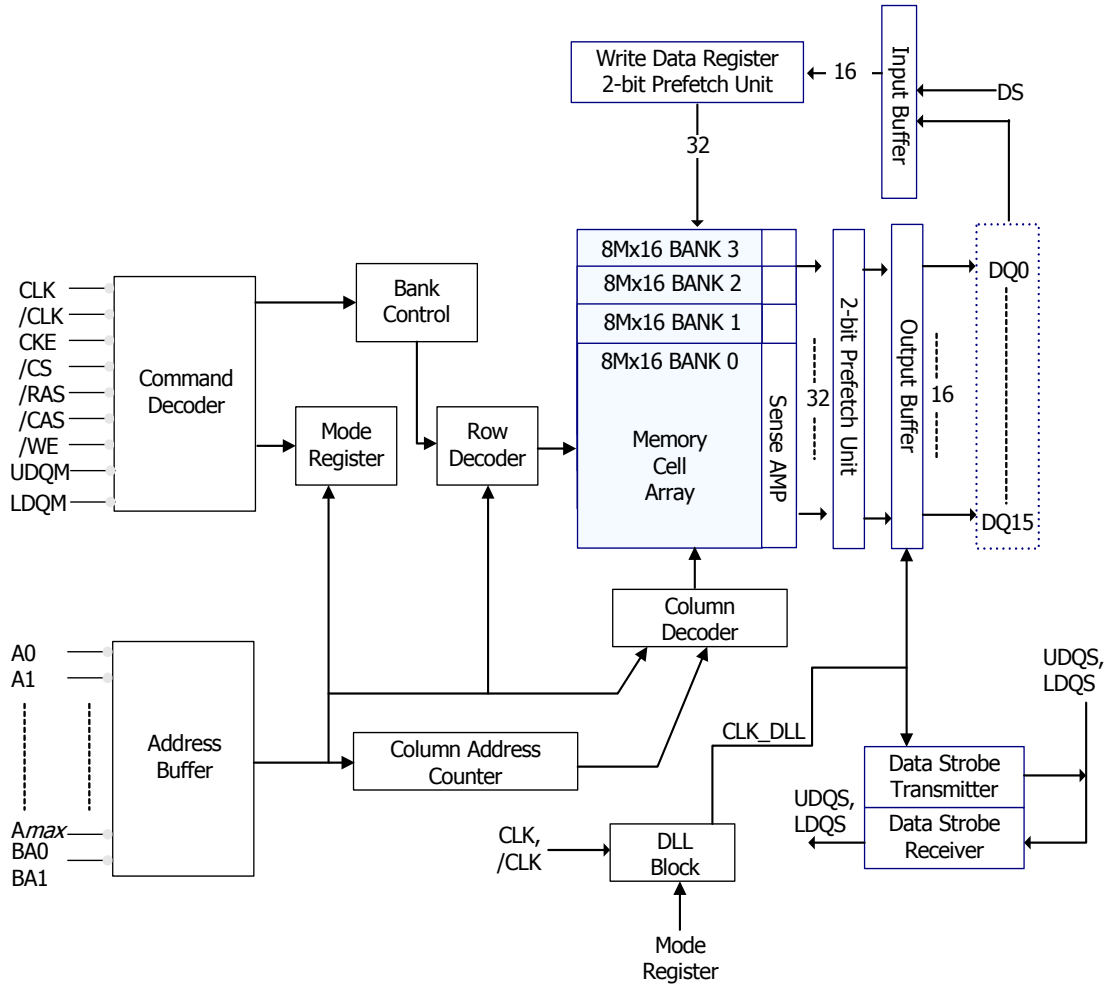 Write Data Register
2-bit Prefetch Unit
16
Input Buffer
DS
32
8Mx16 BANK 3
8Mx16 BANK 2
8Mx16 BANK 1
8Mx16 BANK 0
Memory
Cell
Array
Sense AMP
32
2-bit Prefetch Unit
Output Buffer
16
DQ0
DQ15
CLK
/CLK
CKE
/CS
/RAS
/CAS
/WE
UDQM
LDQM
Command
Decoder
Bank
Control
Mode
Register
Row
Decoder
Column
Decoder
A0
A1
Amax
BA0
BA1
Address
Buffer
Column Address
Counter
CLK_DLL
CLK,
/CLK
DLL
Block
Mode
Register
UDQS,
LDQS
Data Strobe
Transmitter
Data Strobe
Receiver
UDQS,
LDQS